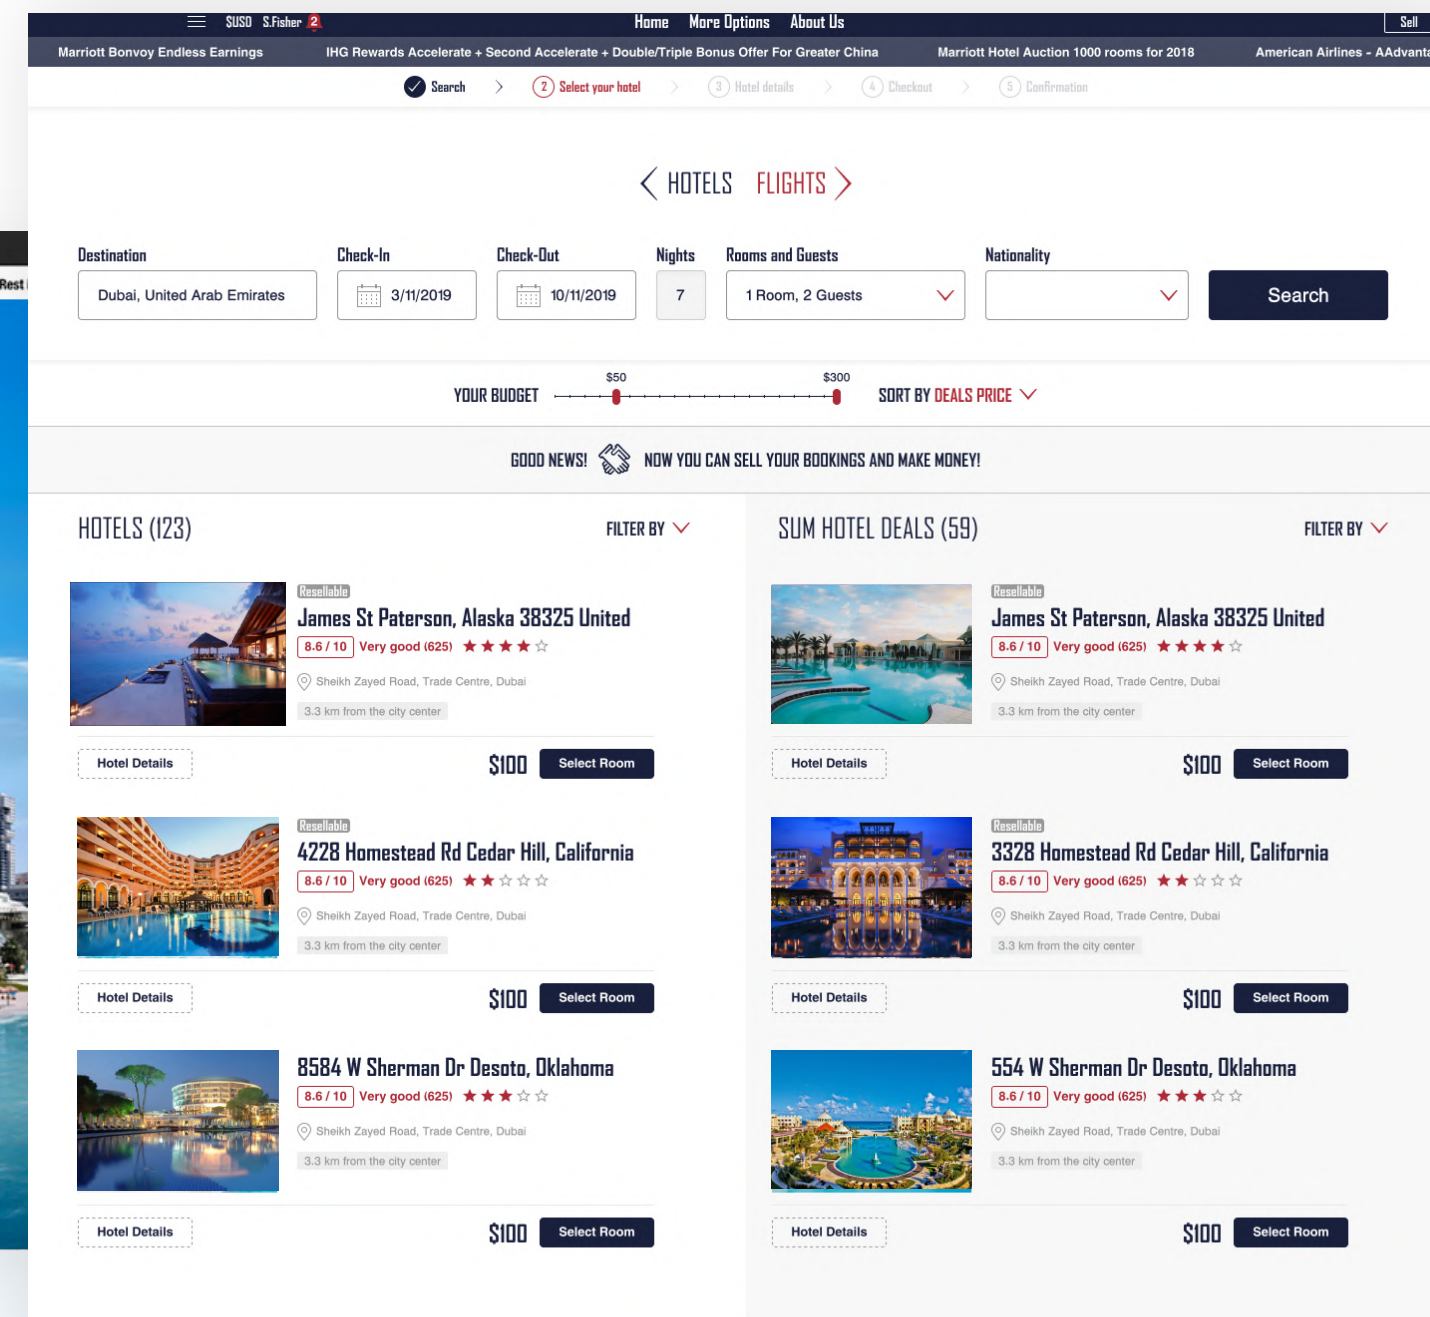 $USD S.Fisher 2 Home More Options About Us Sell
Marriott Bonvoy Endless Earnings IHG Rewards Accelerate + Second Accelerate + Double/Triple Bonus Offer For Greater China Marriott Hotel Auction 1000 rooms for 2018 American Airlines - AAdvanta
Search 2 Select your hotel 3 Hotel details 4 Checkout 5 Confirmation
HOTELS FLIGHTS
Destination Check-In Check-Out Nights Rooms and Guests Nationality
Rest
Dubai, United Arab Emirates 3/11/2019 10/11/2019 7 1 Room, 2 Guests Search
$50 $300
YOUR BUDGET SORT BY DEALS PRICE
GOOD NEWS! NOW YOU CAN SELL YOUR BOOKINGS AND MAKE MONEY!
HOTELS (123) FILTER BY
Resellable
James St Paterson, Alaska 38325 United
8.6 / 10 Very good (625)
Sheikh Zayed Road, Trade Centre, Dubai
3.3 km from the city center
Hotel Details $100 Select Room
Resellable
4228 Homestead Rd Cedar Hill, California
8.6 / 10 Very good (625)
Sheikh Zayed Road, Trade Centre, Dubai
3.3 km from the city center
Hotel Details $100 Select Room
8584 W Sherman Dr Desoto, Oklahoma
8.6 / 10 Very good (625)
Sheikh Zayed Road, Trade Centre, Dubai
3.3 km from the city center
Hotel Details $100 Select Room
SUM HOTEL DEALS (59) FILTER BY
Resellable
James St Paterson, Alaska 38325 United
8.6 / 10 Very good (625)
Sheikh Zayed Road, Trade Centre, Dubai
3.3 km from the city center
Hotel Details $100 Select Room
Resellable
3328 Homestead Rd Cedar Hill, California
8.6 / 10 Very good (625)
Sheikh Zayed Road, Trade Centre, Dubai
3.3 km from the city center
Hotel Details $100 Select Room
554 W Sherman Dr Desoto, Oklahoma
8.6 / 10 Very good (625)
Sheikh Zayed Road, Trade Centre, Dubai
3.3 km from the city center
Hotel Details $100 Select Room